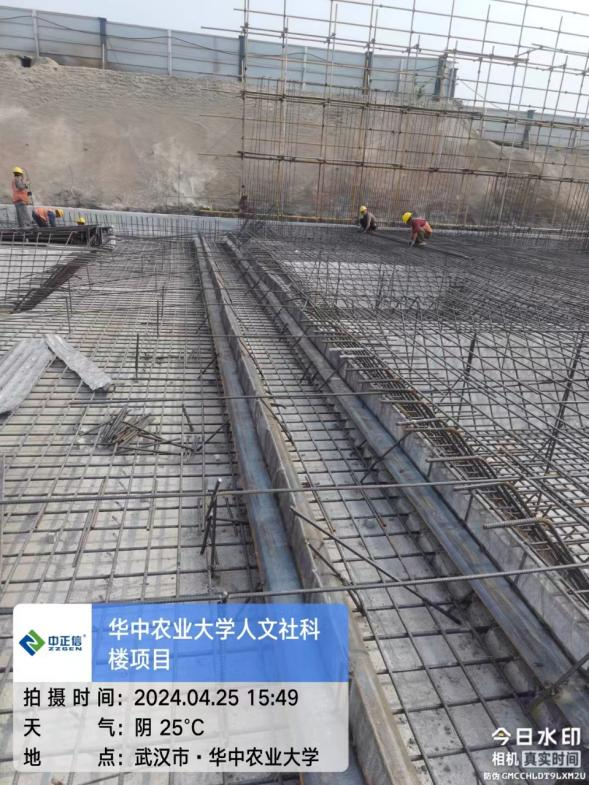 中正信®
ZZGEN
华中农业大学人文社科
楼项目
拍摄时间：2024.04.25 15:49
天气：阴 25°C
地点：武汉市·华中农业大学
今日水印
相机 真实时间
防伪 GMCCHLDT9LXM2U